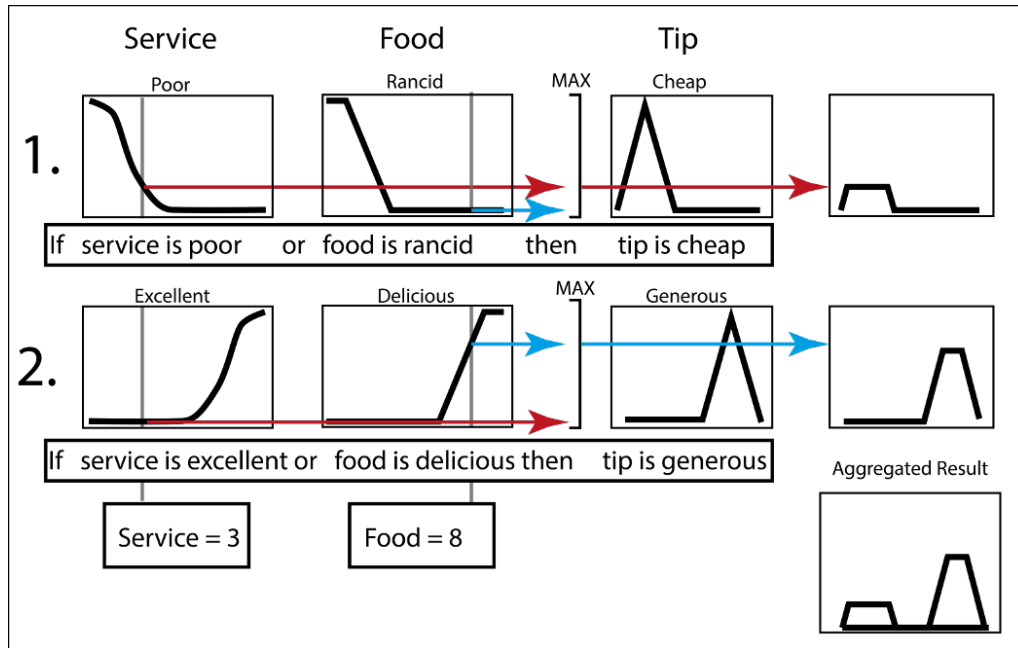 Service Food Tip
Poor Rancid MAX Cheap
1.
If service is poor or food is rancid then tip is cheap
Excellent Delicious MAX Generous
2.
If service is excellent or food is delicious then tip is generous
Aggregated Result
Service = 3 Food = 8